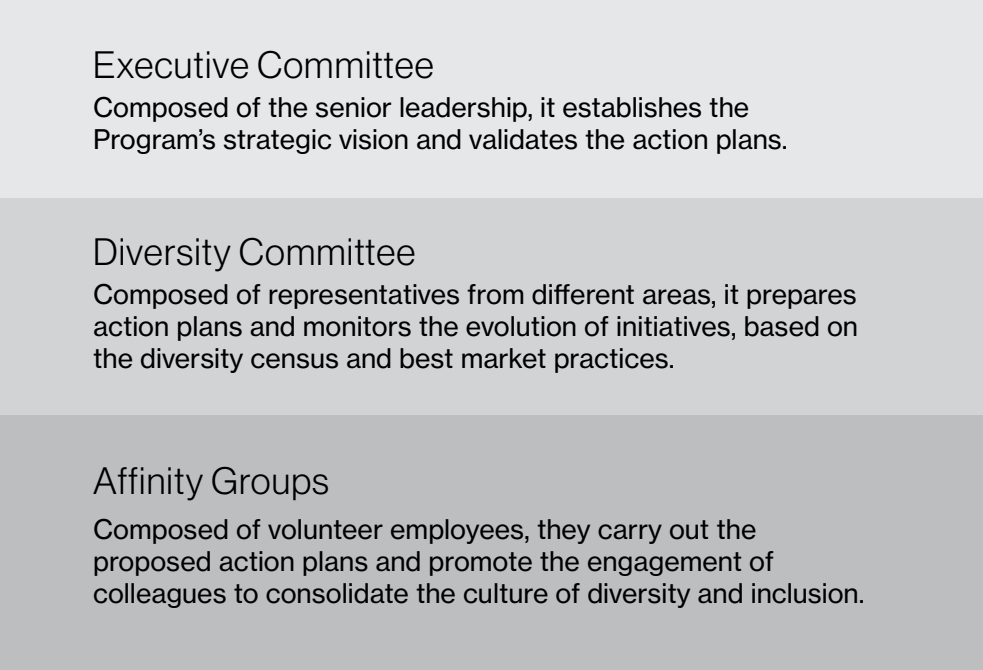 Executive Committee
Composed of the senior leadership, it establishes the
Program’s strategic vision and validates the action plans.
Diversity Committee
Composed of representatives from different areas, it prepares
action plans and monitors the evolution of initiatives, based on
the diversity census and best market practices.
Affinity Groups
Composed of volunteer employees, they carry out the
proposed action plans and promote the engagement of
colleagues to consolidate the culture of diversity and inclusion.